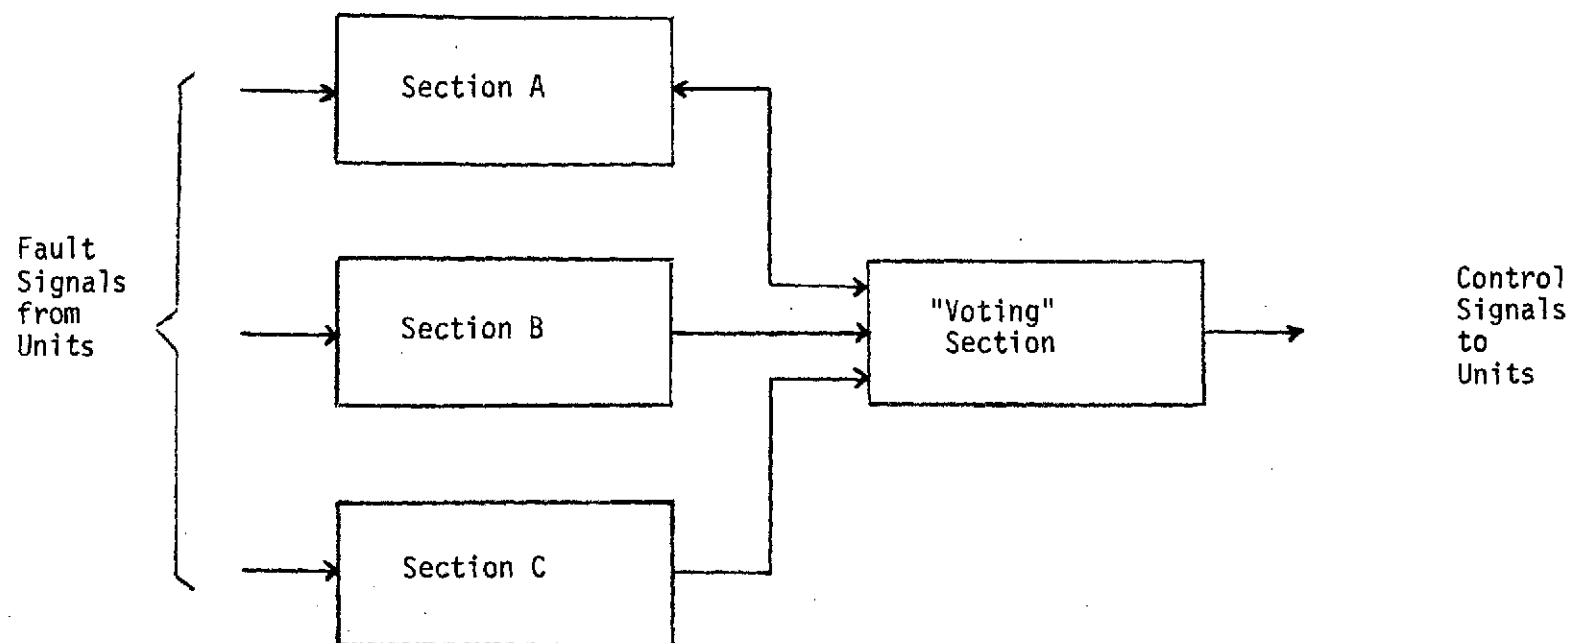 Section A
Fault
Signals
from
Units
Section B
"Voting"
Section
Control
Signals
to
Units
Section C